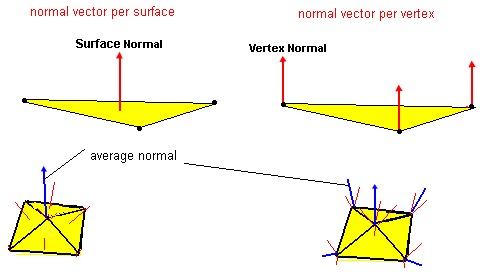 normal vector per surface
normal vector per vertex
Surface Normal
Vertex Normal
average normal